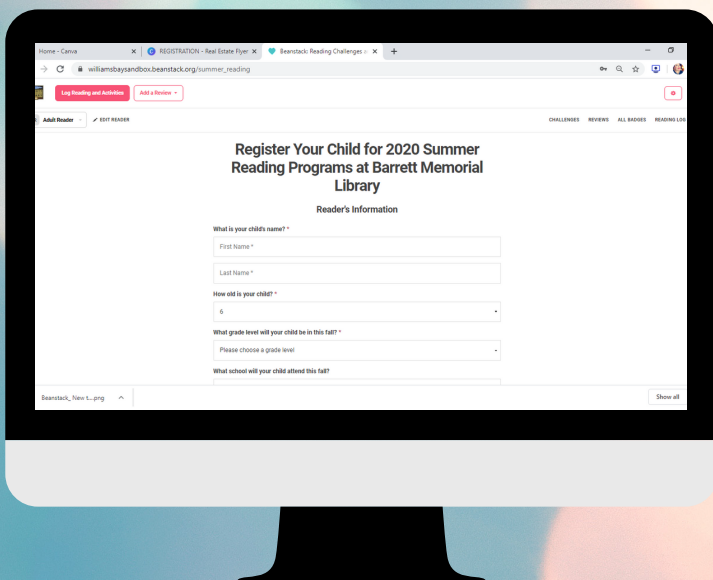 Home - Canva
REGISTRATION - Real Estate Flyer
Beanstack: Reading Challenges
williamsbaysandbox.beanstack.org/summer_reading
Log Reading and Activities
Add a Review
Adult Reader
EDIT READER
CHALLENGES REVIEWS ALL BADGES READING LOG
Register Your Child for 2020 Summer
Reading Programs at Barrett Memorial
Library
Reader's Information
What is your child's name? *
First Name *
Last Name *
How old is your child? *
6
What grade level will your child be in this fall? *
Please choose a grade level
What school will your child attend this fall?
Beanstack_ New t....png
Show all